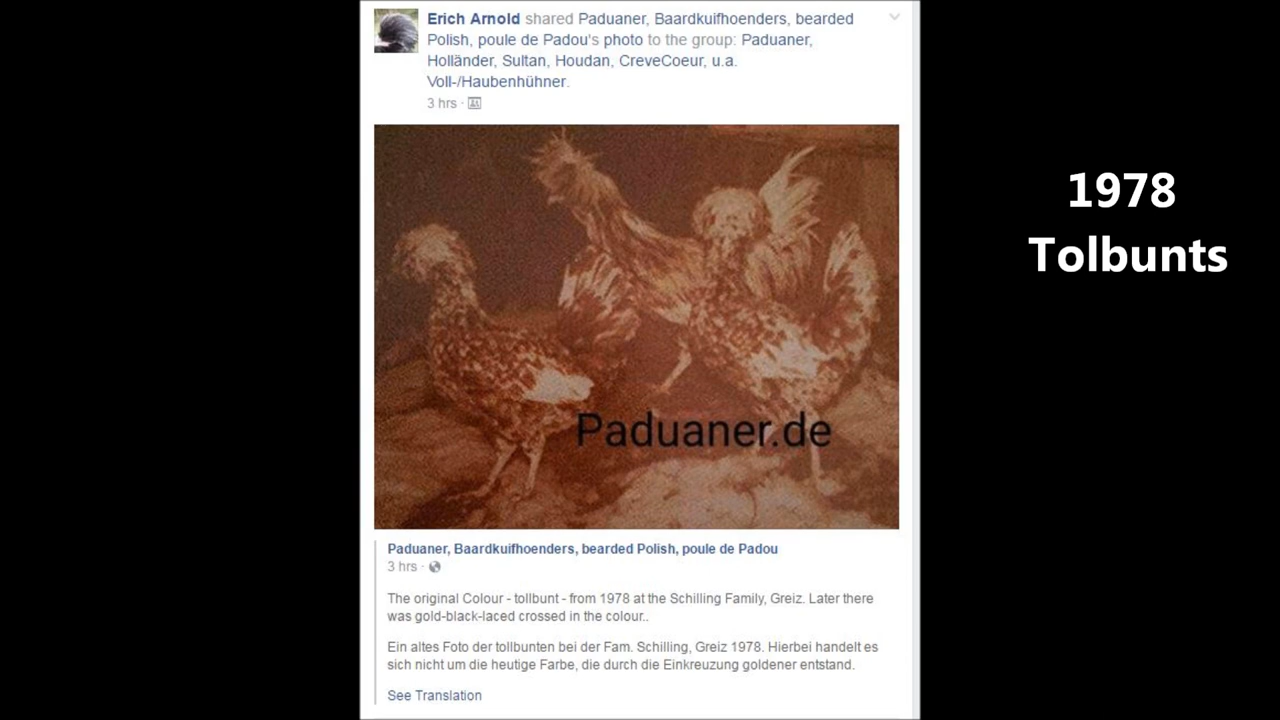 Erich Arnold shared Paduaner, Baardkuifhoenders, bearded
Polish, poule de Padou's photo to the group: Paduaner,
Holländer, Sultan, Houdan, CreveCoeur, u.a.
Voll-/Haubenhühner.
3 hrs ·
1978
Tolbunts
Paduaner.de
Paduaner, Baardkuifhoenders, bearded Polish, poule de Padou
3 hrs ·
The original Colour - tollbunt - from 1978 at the Schilling Family, Greiz. Later there
was gold-black-laced crossed in the colour..
Ein altes Foto der tollbunten bei der Fam. Schilling, Greiz 1978. Hierbei handelt es
sich nicht um die heutige Farbe, die durch die Einkreuzung goldener entstand.
See Translation